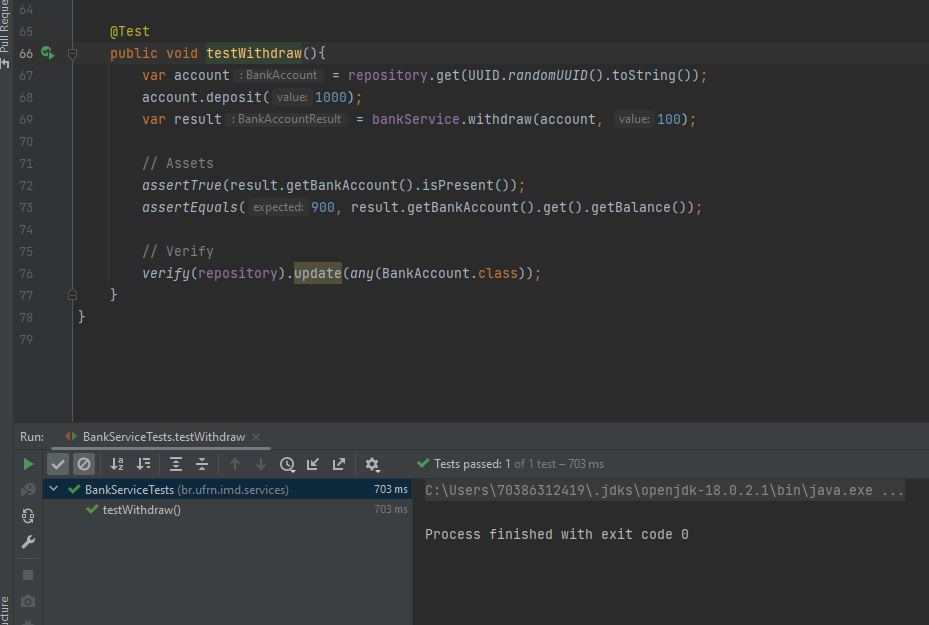 Pull Reque
64
65 @Test
66 public void testWithdraw(){
67 var account : BankAccount = repository.get(UUID.randomUUID().toString());
68 account.deposit( value: 1000);
69 var result : BankAccountResult = bankService.withdraw(account, value: 100);
70
71 // Assets
72 assertTrue(result.getBankAccount().isPresent());
73 assertEquals( expected: 900, result.getBankAccount().get().getBalance());
74
75 // Verify
76 verify(repository).update(any(BankAccount.class));
77 }
78 }
79
Run: BankServiceTests.testWithdraw ×
Tests passed: 1 of 1 test – 703 ms
BankServiceTests (br.ufrn.imd.services) 703 ms
testWithdraw() 703 ms
C:\Users\70386312419\.jdks\openjdk-18.0.2.1\bin\java.exe ...
Process finished with exit code 0
ucture